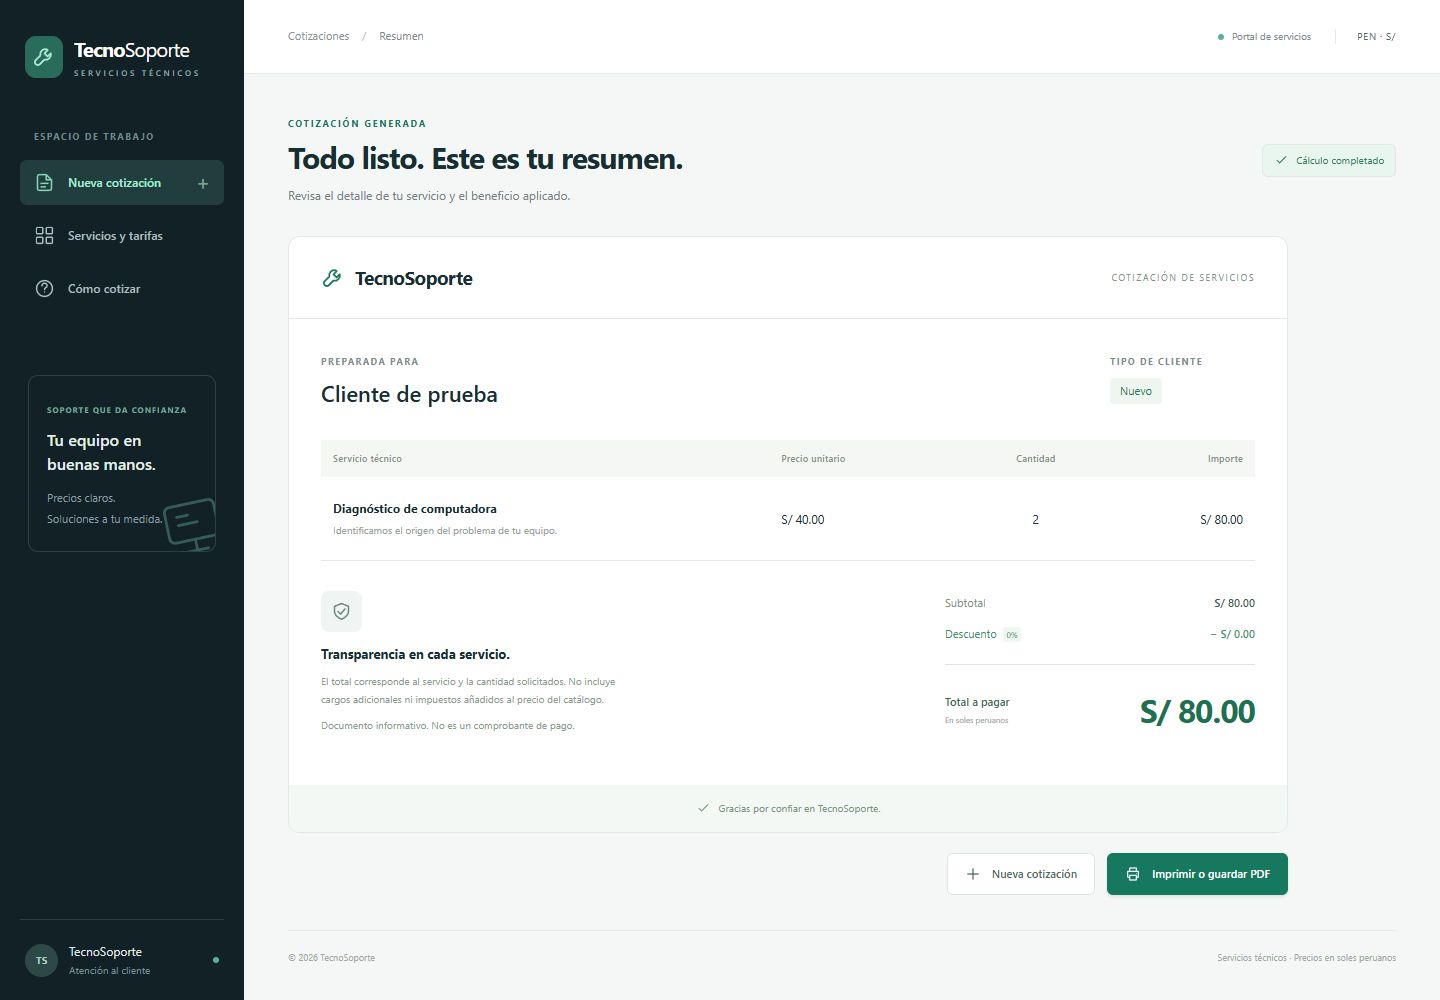 TecnoSoporte
SERVICIOS TÉCNICOS
ESPACIO DE TRABAJO
Nueva cotización +
Servicios y tarifas
Cómo cotizar
SOPORTE QUE DA CONFIANZA
Tu equipo en
buenas manos.
Precios claros.
Soluciones a tu medida.
TS
TecnoSoporte
Atención al cliente
Cotizaciones / Resumen
Portal de servicios
PEN · S/
COTIZACIÓN GENERADA
Todo listo. Este es tu resumen.
Revisa el detalle de tu servicio y el beneficio aplicado.
Cálculo completado
TecnoSoporte
COTIZACIÓN DE SERVICIOS
PREPARADA PARA
Cliente de prueba
TIPO DE CLIENTE
Nuevo
Servicio técnico Precio unitario Cantidad Importe
Diagnóstico de computadora
Identificamos el origen del problema de tu equipo.
S/ 40.00 2 S/ 80.00
Transparencia en cada servicio.
El total corresponde al servicio y la cantidad solicitados. No incluye
cargos adicionales ni impuestos añadidos al precio del catálogo.
Documento informativo. No es un comprobante de pago.
Subtotal S/ 80.00
Descuento 0% − S/ 0.00
Total a pagar
En soles peruanos
S/ 80.00
Gracias por confiar en TecnoSoporte.
Nueva cotización
Imprimir o guardar PDF
© 2026 TecnoSoporte
Servicios técnicos · Precios en soles peruanos